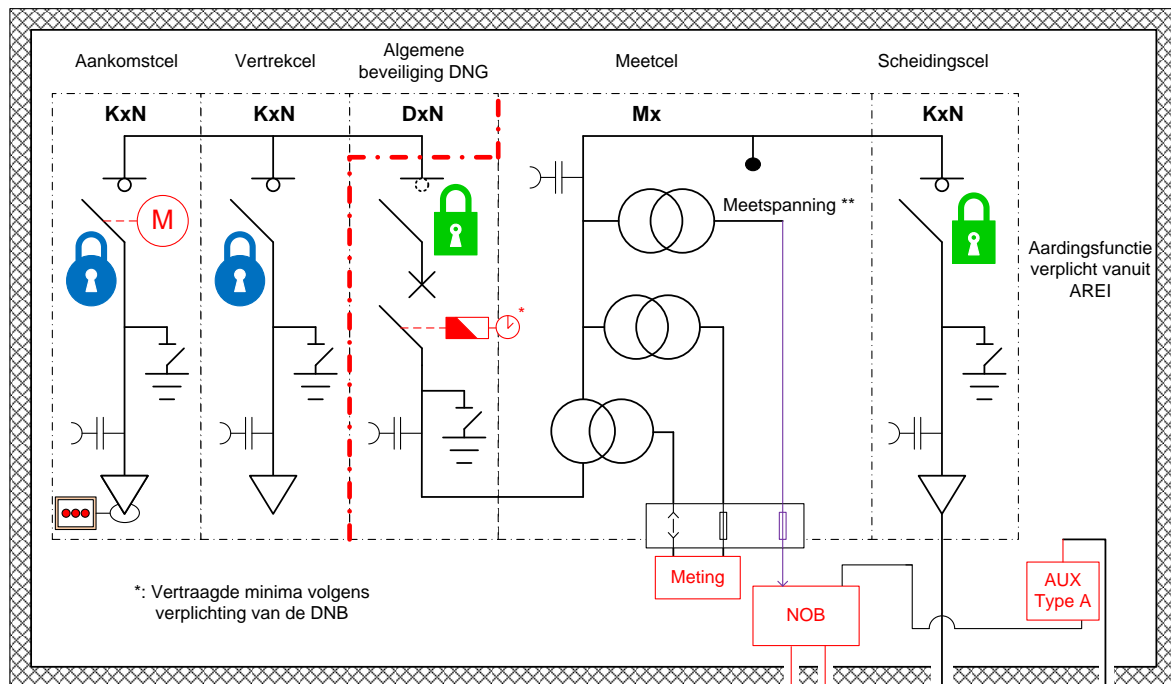 Aankomstcel
Vertrekcel
Algemene
beveiliging DNG
Meetcel
Scheidingscel
KxN
KxN
DxN
Mx
KxN
M
Meetspanning **
*
Aardingsfunctie
verplicht vanuit
AREI
Meting
NOB
AUX
Type A
*: Vertraagde minima volgens
verplichting van de DNB